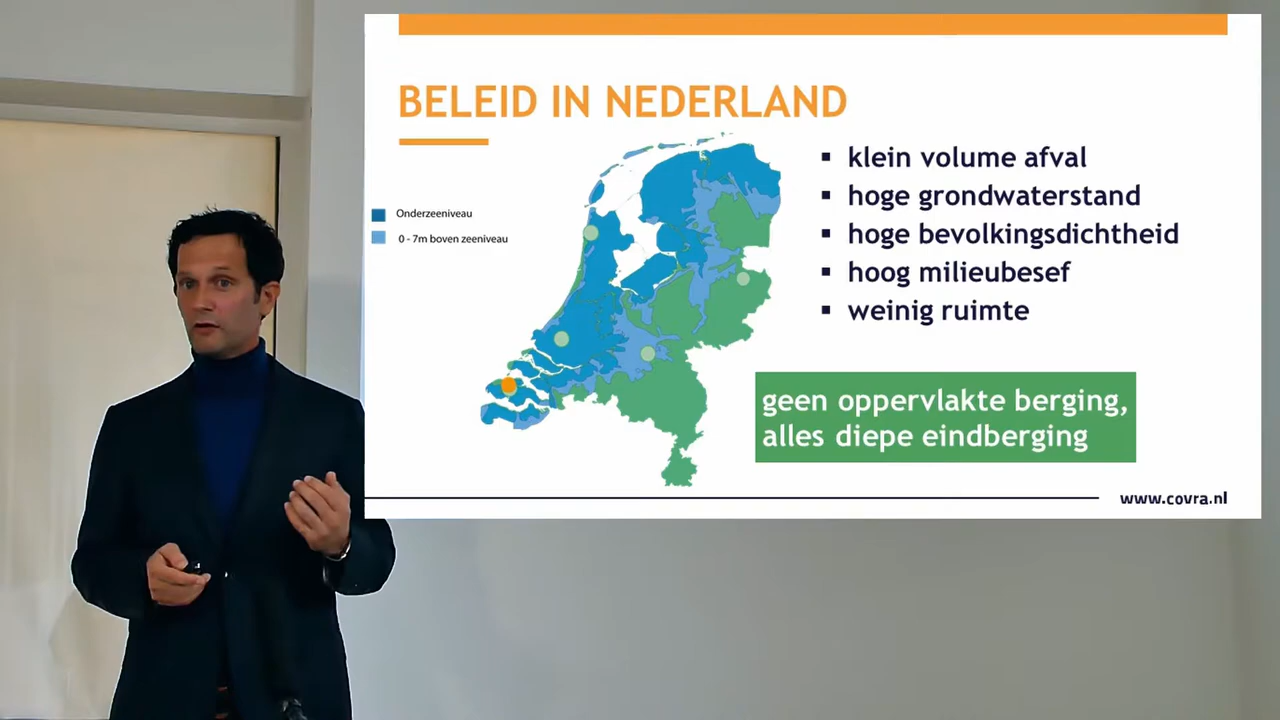 BELEID IN NEDERLAND
Onderzeeniveau
0 - 7m boven zeeniveau
klein volume afval
hoge grondwaterstand
hoge bevolkingsdichtheid
hoog milieubesef
weinig ruimte
geen oppervlakte berging,
alles diepe eindberging
www.covra.nl